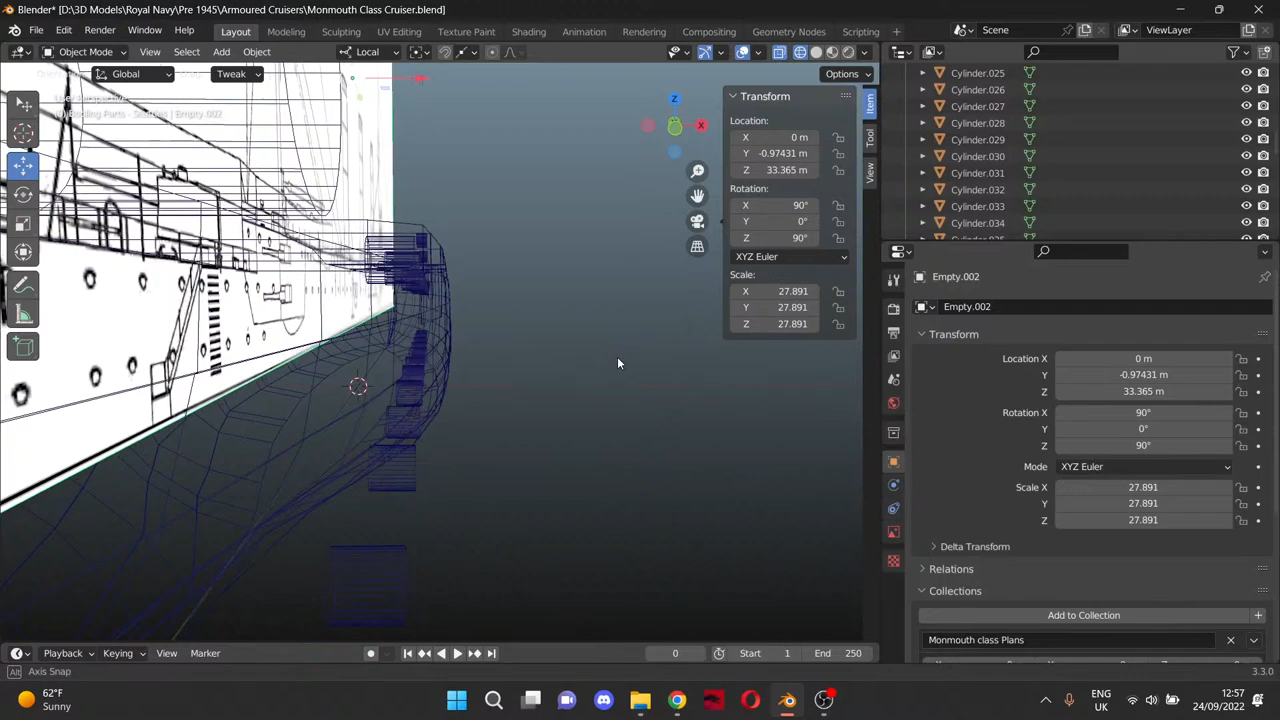 Blender* [D:\3D Models\Royal Navy\Pre 1945\Armoured Cruisers\Monmouth Class Cruiser.blend]
File Edit Render Window Help Layout Modeling Sculpting UV Editing Texture Paint Shading Animation Rendering Compositing Geometry Nodes Scripting + Scene ViewLayer
Object Mode View Select Add Object Local
Global Tweak Options
User Perspective
Empty.002
Transform
Location:
X 0 m
Y -0.97431 m
Z 33.365 m
Rotation:
X 90°
Y 0°
Z 90°
XYZ Euler
Scale:
X 27.891
Y 27.891
Z 27.891
Item
Tool
View
Z
X
Cylinder.025
Cylinder.026
Cylinder.027
Cylinder.028
Cylinder.029
Cylinder.030
Cylinder.031
Cylinder.032
Cylinder.033
Cylinder.034
Empty.002
Empty.002
Transform
Location X 0 m
Y -0.97431 m
Z 33.365 m
Rotation X 90°
Y 0°
Z 90°
Mode XYZ Euler
Scale X 27.891
Y 27.891
Z 27.891
Delta Transform
Relations
Collections
Add to Collection
Monmouth class Plans
Playback Keying View Marker 0 Start 1 End 250
Alt Axis Snap 3.3.0
62°F
Sunny
ENG
UK
12:57
24/09/2022